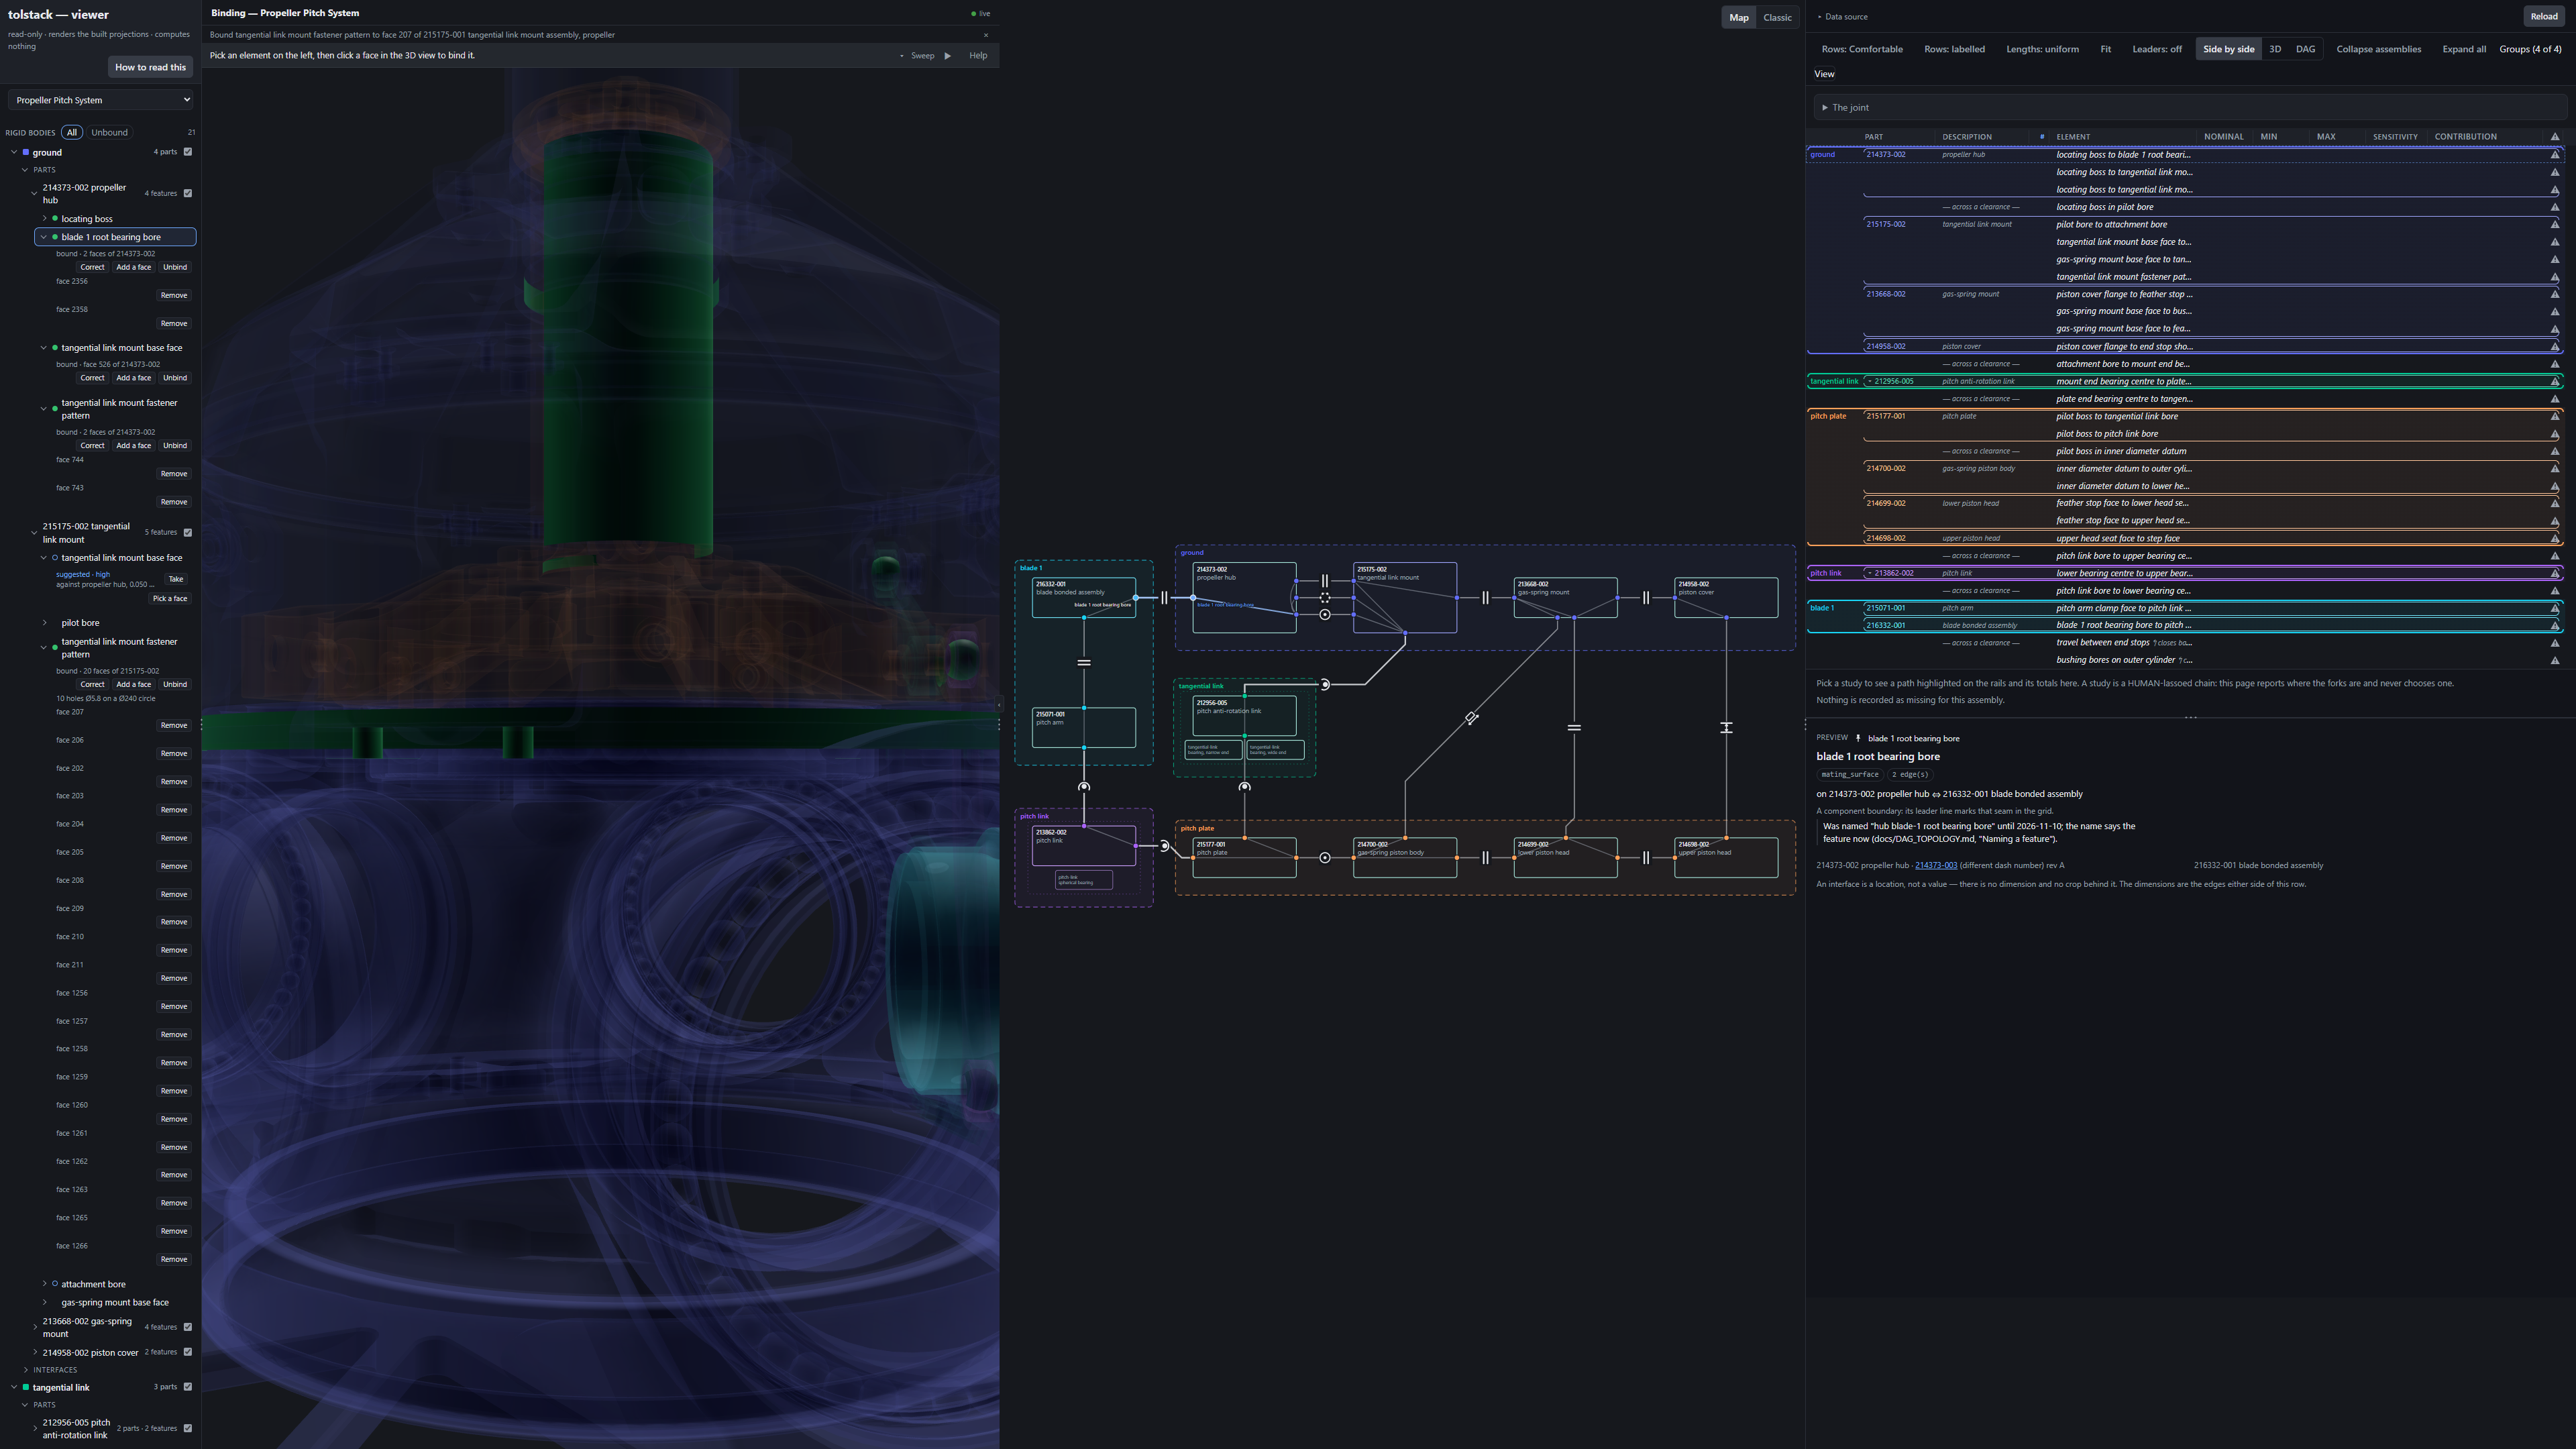 tolstack — viewer
read-only · renders the built projections · computes
nothing
How to read this
Propeller Pitch System
RIGID BODIES All Unbound 21
ground 4 parts
PARTS
214373-002 propeller
hub
4 features
locating boss
blade 1 root bearing bore
bound · 2 faces of 214373-002
Correct Add a face Unbind
face 2356
Remove
face 2358
Remove
tangential link mount base face
bound · face 526 of 214373-002
Correct Add a face Unbind
tangential link mount fastener
pattern
bound · 2 faces of 214373-002
Correct Add a face Unbind
face 744
Remove
face 743
Remove
215175-002 tangential
link mount
5 features
tangential link mount base face
suggested · high
against propeller hub, 0.050 ...
Take
Pick a face
pilot bore
tangential link mount fastener
pattern
bound · 20 faces of 215175-002
Correct Add a face Unbind
10 holes Ø5.8 on a Ø240 circle
face 207
Remove
face 206
Remove
face 202
Remove
face 203
Remove
face 204
Remove
face 205
Remove
face 208
Remove
face 209
Remove
face 210
Remove
face 211
Remove
face 1256
Remove
face 1257
Remove
face 1258
Remove
face 1259
Remove
face 1260
Remove
face 1261
Remove
face 1262
Remove
face 1263
Remove
face 1265
Remove
face 1266
Remove
attachment bore
gas-spring mount base face
213668-002 gas-spring
mount
4 features
214958-002 piston cover 2 features
INTERFACES
tangential link 3 parts
PARTS
212956-005 pitch
anti-rotation link
2 parts · 2 features
Binding — Propeller Pitch System
live
Bound tangential link mount fastener pattern to face 207 of 215175-001 tangential link mount assembly, propeller ×
Pick an element on the left, then click a face in the 3D view to bind it.
Sweep Help
Map Classic
blade 1
216332-001
blade bonded assembly
blade 1 root bearing bore
215071-001
pitch arm
ground
214373-002
propeller hub
blade 1 root bearing bore
215175-002
tangential link mount
213668-002
gas-spring mount
214958-002
piston cover
tangential link
212956-005
pitch anti-rotation link
tangential link
bearing, narrow end
tangential link
bearing, wide end
pitch link
213862-002
pitch link
pitch link
spherical bearing
pitch plate
215177-001
pitch plate
214700-002
gas-spring piston body
214699-002
lower piston head
214698-002
upper piston head
Data source
Reload
Rows: Comfortable Rows: labelled Lengths: uniform Fit Leaders: off Side by side 3D DAG Collapse assemblies Expand all Groups (4 of 4)
View
The joint
PART DESCRIPTION # ELEMENT NOMINAL MIN MAX SENSITIVITY CONTRIBUTION
ground 214373-002 propeller hub locating boss to blade 1 root beari...
locating boss to tangential link mo...
locating boss to tangential link mo...
— across a clearance — locating boss in pilot bore
215175-002 tangential link mount pilot bore to attachment bore
tangential link mount base face to...
gas-spring mount base face to tan...
tangential link mount fastener pat...
213668-002 gas-spring mount piston cover flange to feather stop ...
gas-spring mount base face to bus...
gas-spring mount base face to fea...
214958-002 piston cover piston cover flange to end stop sho...
— across a clearance — attachment bore to mount end be...
tangential link 212956-005 pitch anti-rotation link mount end bearing centre to plate...
— across a clearance — plate end bearing centre to tangen...
pitch plate 215177-001 pitch plate pilot boss to tangential link bore
pilot boss to pitch link bore
— across a clearance — pilot boss in inner diameter datum
214700-002 gas-spring piston body inner diameter datum to outer cyli...
inner diameter datum to lower he...
214699-002 lower piston head feather stop face to lower head se...
feather stop face to upper head se...
214698-002 upper piston head upper head seat face to step face
— across a clearance — pitch link bore to upper bearing ce...
pitch link 213862-002 pitch link lower bearing centre to upper bear...
— across a clearance — pitch link bore to lower bearing ce...
blade 1 215071-001 pitch arm pitch arm clamp face to pitch link ...
216332-001 blade bonded assembly blade 1 root bearing bore to pitch ...
— across a clearance — travel between end stops
bushing bores on outer cylinder
Pick a study to see a path highlighted on the rails and its totals here. A study is a HUMAN-lassoed chain: this page reports where the forks are and never chooses one.
Nothing is recorded as missing for this assembly.
PREVIEW blade 1 root bearing bore
blade 1 root bearing bore
mating_surface 2 edge(s)
on 214373-002 propeller hub ⇔ 216332-001 blade bonded assembly
A component boundary: its leader line marks that seam in the grid.
Was named "hub blade-1 root bearing bore" until 2026-11-10; the name says the
feature now (docs/DAG_TOPOLOGY.md, "Naming a feature").
214373-002 propeller hub · 214373-003 (different dash number) rev A 216332-001 blade bonded assembly
An interface is a location, not a value — there is no dimension and no crop behind it. The dimensions are the edges either side of this row.